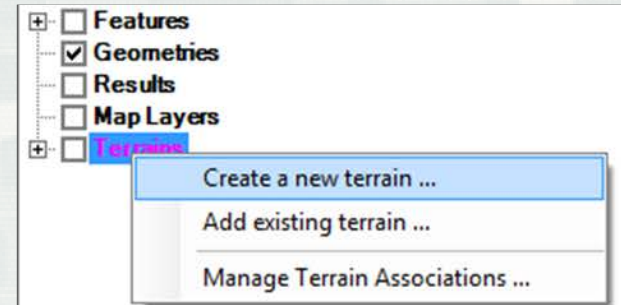 Features
Geometries
Results
Map Layers
Terrains
Create a new terrain ...
Add existing terrain ...
Manage Terrain Associations ...